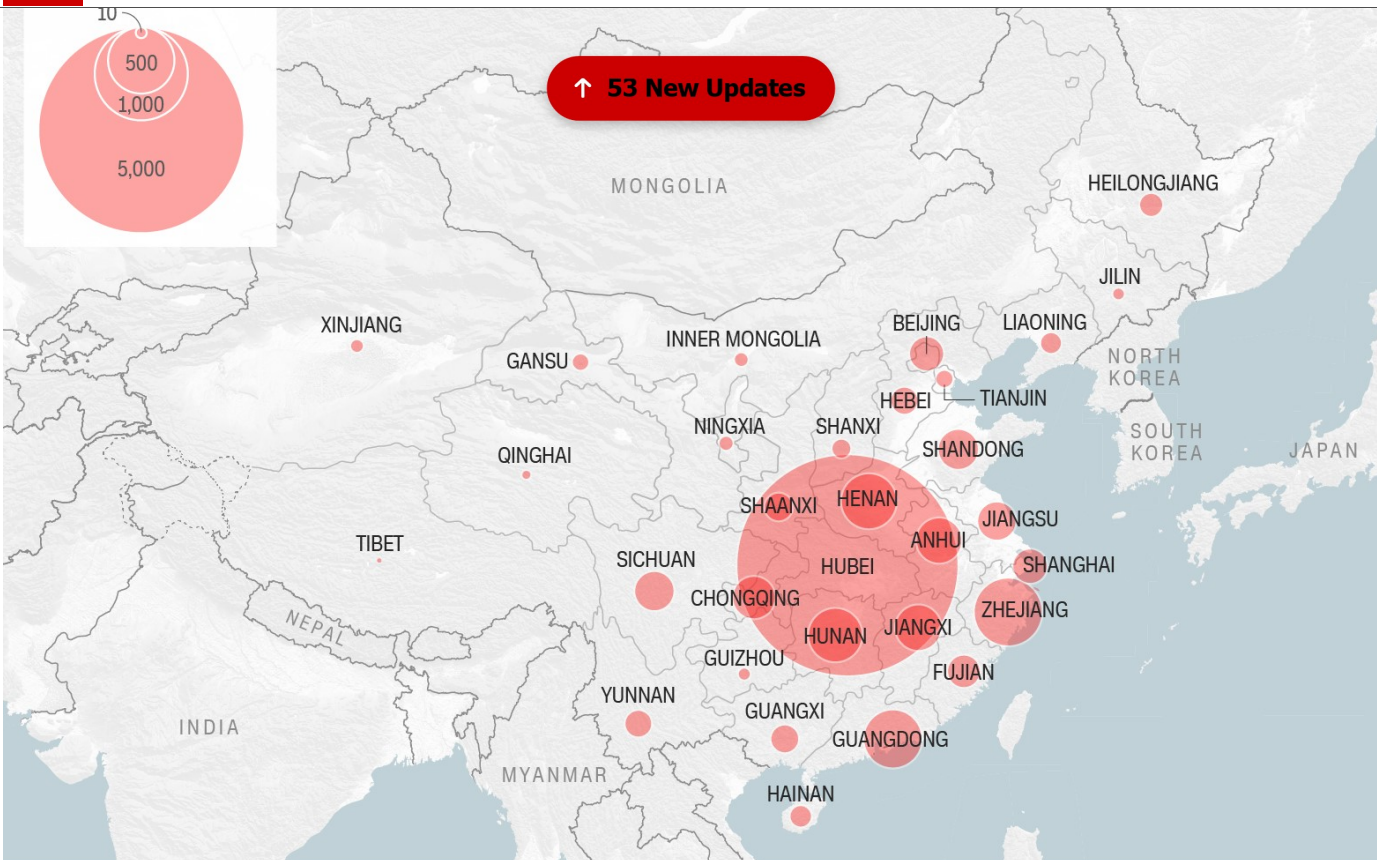 10
500
1,000
5,000
↑ 53 New Updates
MONGOLIA
HEILONGJIANG
JILIN
XINJIANG
INNER MONGOLIA
BEIJING
LIAONING
GANSU
NORTH
KOREA
HEBEI
TIANJIN
NINGXIA
SHANXI
SHANDONG
SOUTH
KOREA
JAPAN
QINGHAI
SHAANXI
HENAN
JIANGSU
TIBET
ANHUI
SICHUAN
HUBEI
SHANGHAI
CHONGQING
ZHEJIANG
NEPAL
HUNAN
JIANGXI
GUIZHOU
FUJIAN
YUNNAN
GUANGXI
INDIA
GUANGDONG
MYANMAR
HAINAN